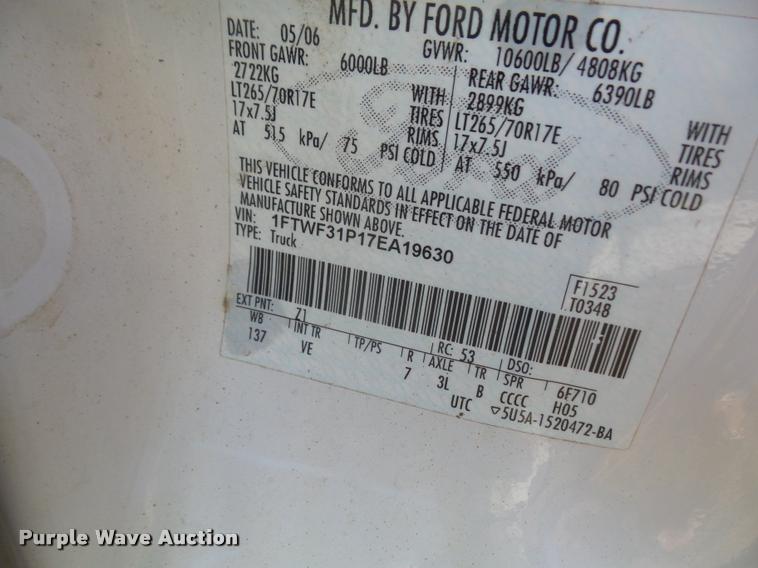 MFD. BY FORD MOTOR CO.
DATE: 05/06 GVWR: 10600LB/ 4808KG
FRONT GAWR: 6000LB REAR GAWR: 6390LB
2722KG WITH 2899KG WITH
LT265/70R17E TIRES LT265/70R17E TIRES
17x7.5J RIMS 17x7.5J RIMS
AT 515 kPa/ 75 PSI COLD AT 550 kPa/ 80 PSI COLD
THIS VEHICLE CONFORMS TO ALL APPLICABLE FEDERAL MOTOR
VEHICLE SAFETY STANDARDS IN EFFECT ON THE DATE OF
MANUFACTURE SHOWN ABOVE.
VIN: 1FTWF31P17EA19630
TYPE: Truck
F1523
T0348
EXT PNT: Z1 RC: 53 DSO:
WB INT TR TP/PS R AXLE TR SPR 6F710
137 VE 7 3L B CCCC H05
UTC ▽5U5A-1520472-BA
Ford
Purple Wave Auction